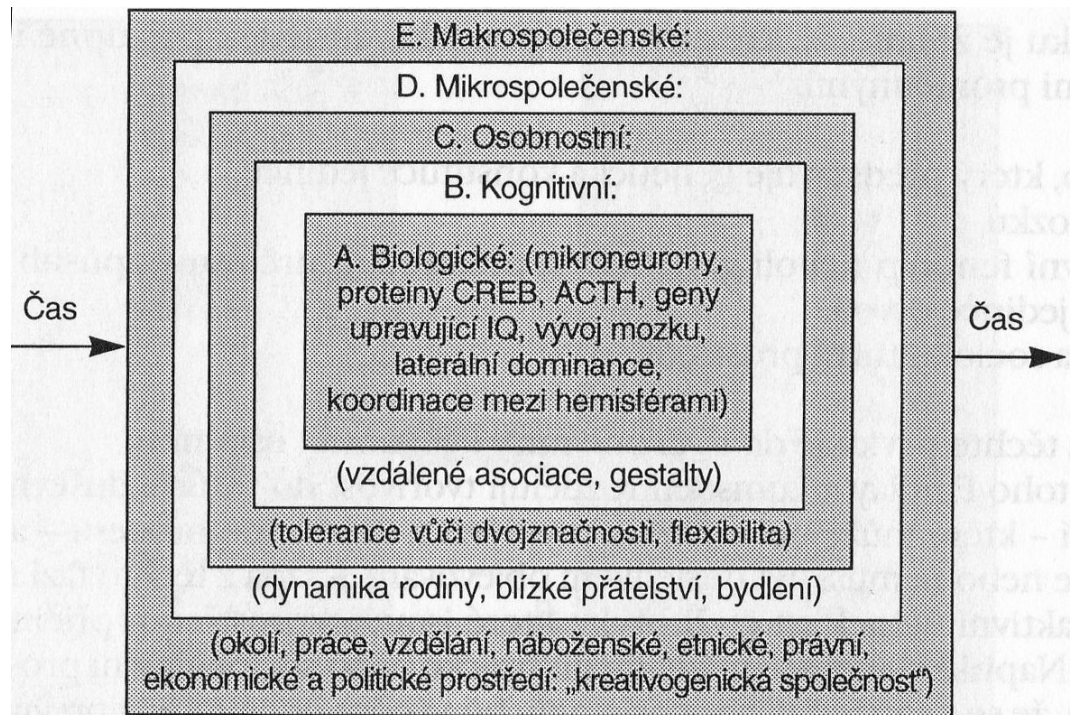 E. Makrospolečenské:
D. Mikrospolečenské:
C. Osobnostní:
B. Kognitivní:
A. Biologické: (mikroneurony,
proteiny CREB, ACTH, geny
upravující IQ, vývoj mozku,
laterální dominance,
koordinace mezi hemisférami)
Čas
Čas
(vzdálené asociace, gestalty)
(tolerance vůči dvojznačnosti, flexibilita)
(dynamika rodiny, blízké přátelství, bydlení)
(okolí, práce, vzdělání, náboženské, etnické, právní,
ekonomické a politické prostředí: „kreativogenická společnost")